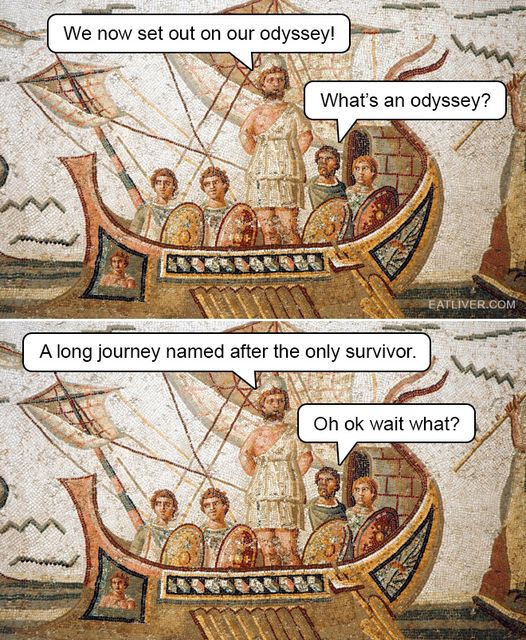 We now set out on our odyssey!
What's an odyssey?
EATLIVER.COM
A long journey named after the only survivor.
Oh ok wait what?